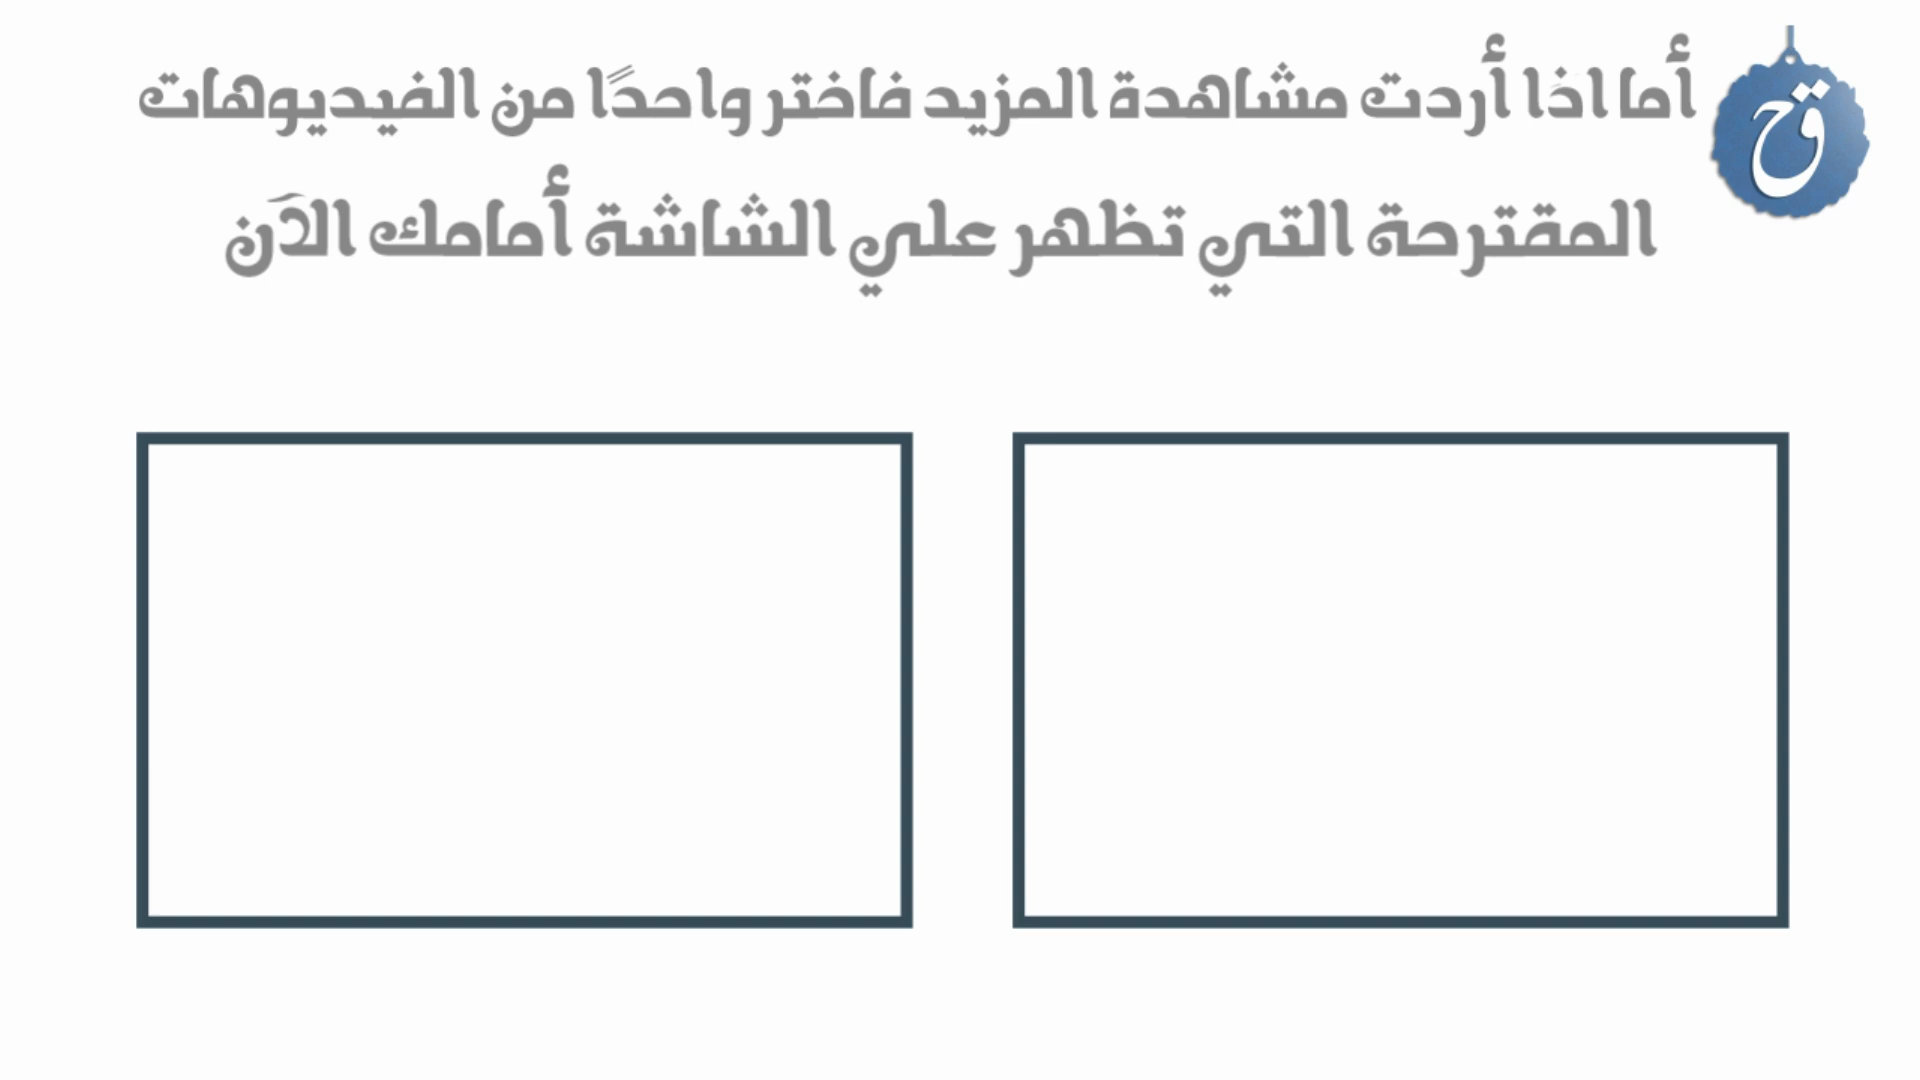 أما اذا أردت مشاهدة المزيد فاختر واحدًا من الفيديوهات
المقترحة التي تظهر علي الشاشة أمامك الآن